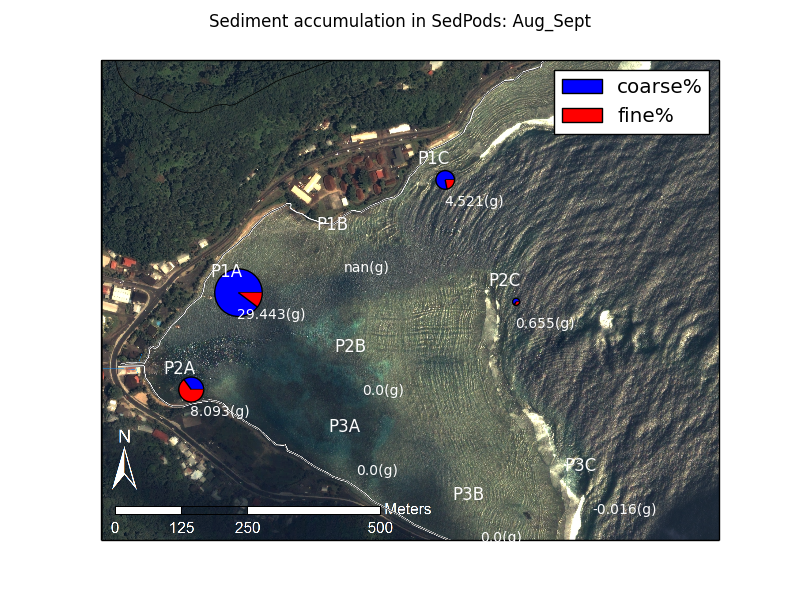 Sediment accumulation in SedPods: Aug_Sept
coarse%
fine%
P1C
4.521(g)
P1B
nan(g)
P1A
29.443(g)
P2C
0.655(g)
P2B
0.0(g)
P2A
8.093(g)
P3A
0.0(g)
P3C
-0.016(g)
P3B
0.0(g)
N
Meters
0 125 250 500